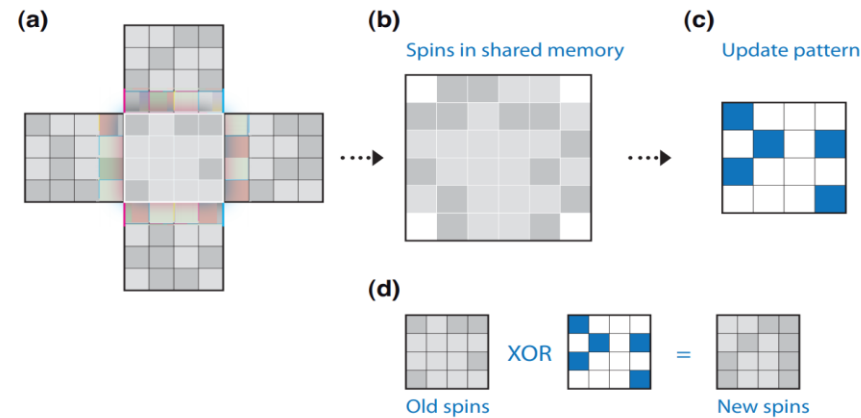 (a)
(b)
(c)
Spins in shared memory
Update pattern
(d)
XOR
=
Old spins
New spins